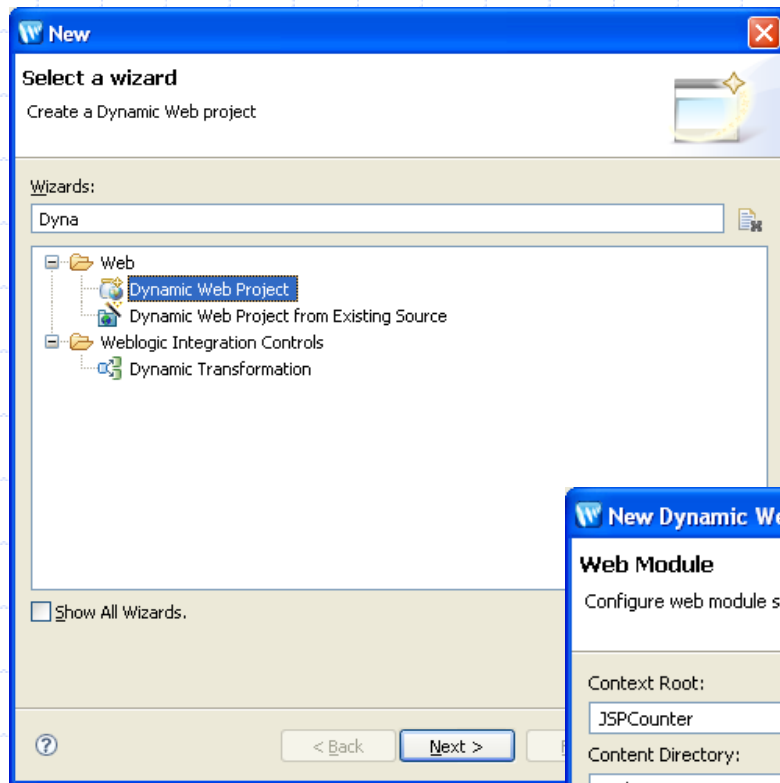 New
Select a wizard
Create a Dynamic Web project
Wizards:
Dyna
Web
Dynamic Web Project
Dynamic Web Project from Existing Source
Weblogic Integration Controls
Dynamic Transformation
Show All Wizards.
< Back Next >
New Dynamic
Web Module
Configure web module
Context Root:
JSPCounter
Content Directory: